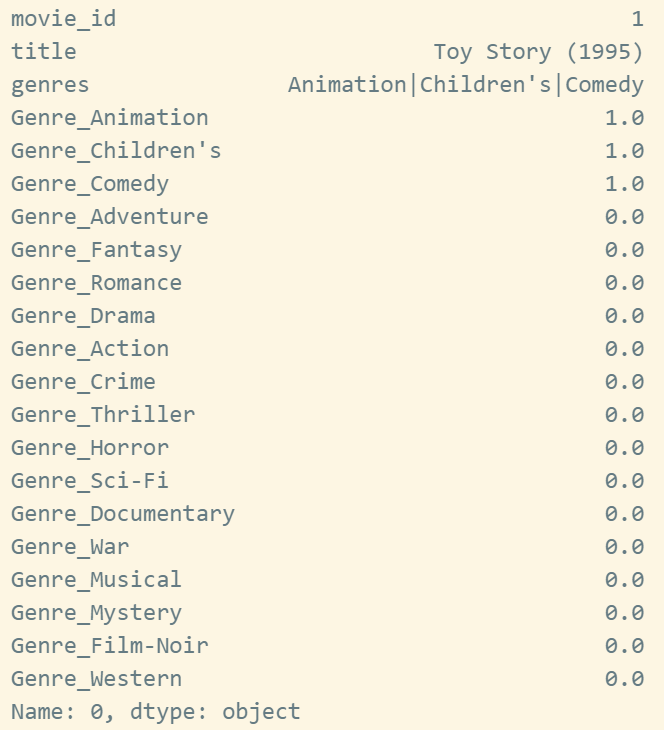 movie_id 1
title Toy Story (1995)
genres Animation|Children's|Comedy
Genre_Animation 1.0
Genre_Children's 1.0
Genre_Comedy 1.0
Genre_Adventure 0.0
Genre_Fantasy 0.0
Genre_Romance 0.0
Genre_Drama 0.0
Genre_Action 0.0
Genre_Crime 0.0
Genre_Thriller 0.0
Genre_Horror 0.0
Genre_Sci-Fi 0.0
Genre_Documentary 0.0
Genre_War 0.0
Genre_Musical 0.0
Genre_Mystery 0.0
Genre_Film-Noir 0.0
Genre_Western 0.0
Name: 0, dtype: object